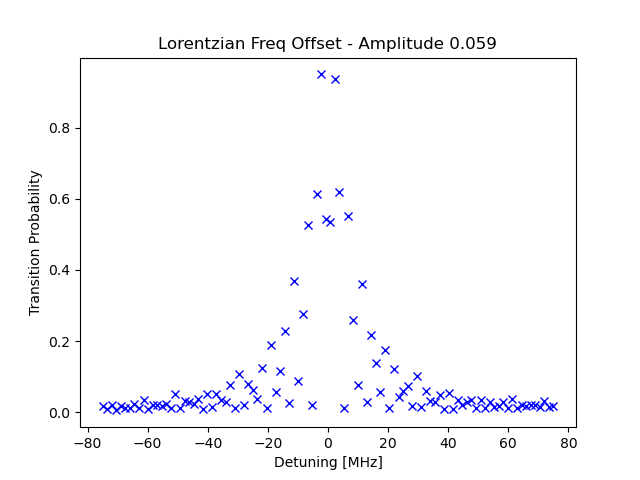 Lorentzian Freq Offset - Amplitude 0.059
Transition Probability
0.8
0.6
0.4
0.2
0.0
−80 −60 −40 −20 0 20 40 60 80
Detuning [MHz]